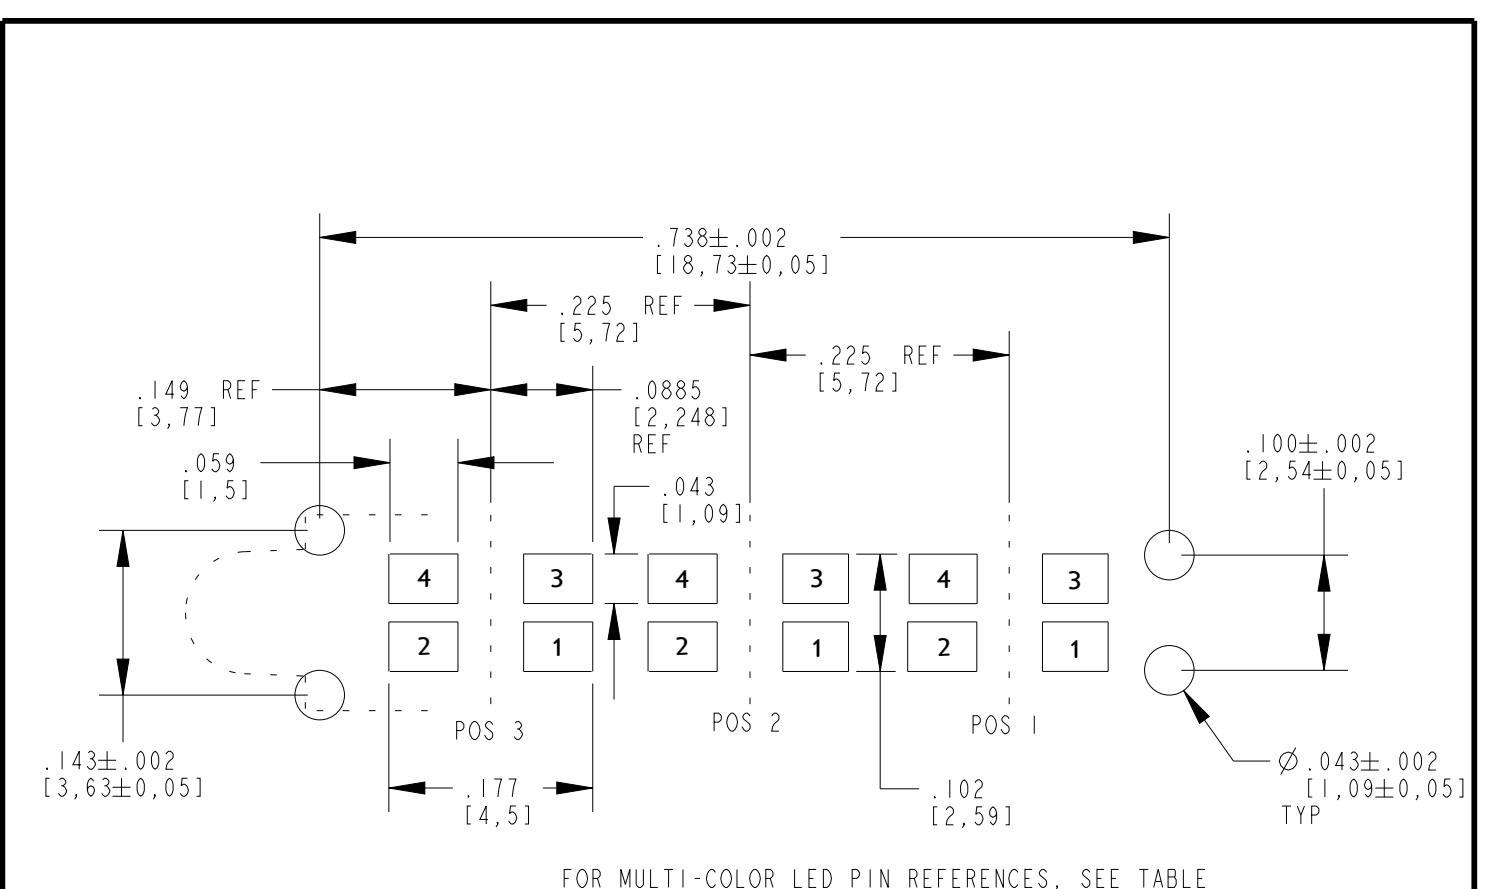 .738±.002
[18,73±0,05]
.225 REF
[5,72]
.225 REF
[5,72]
.149 REF
[3,77]
.0885
[2,248]
REF
.100±.002
[2,54±0,05]
.059
[1,5]
.043
[1,09]
4 3 4 3 4 3
2 1 2 1 2 1
POS 3
POS 2
POS 1
.143±.002
[3,63±0,05]
Ø.043±.002
[1,09±0,05]
TYP
.177
[4,5]
.102
[2,59]
FOR MULTI-COLOR LED PIN REFERENCES, SEE TABLE